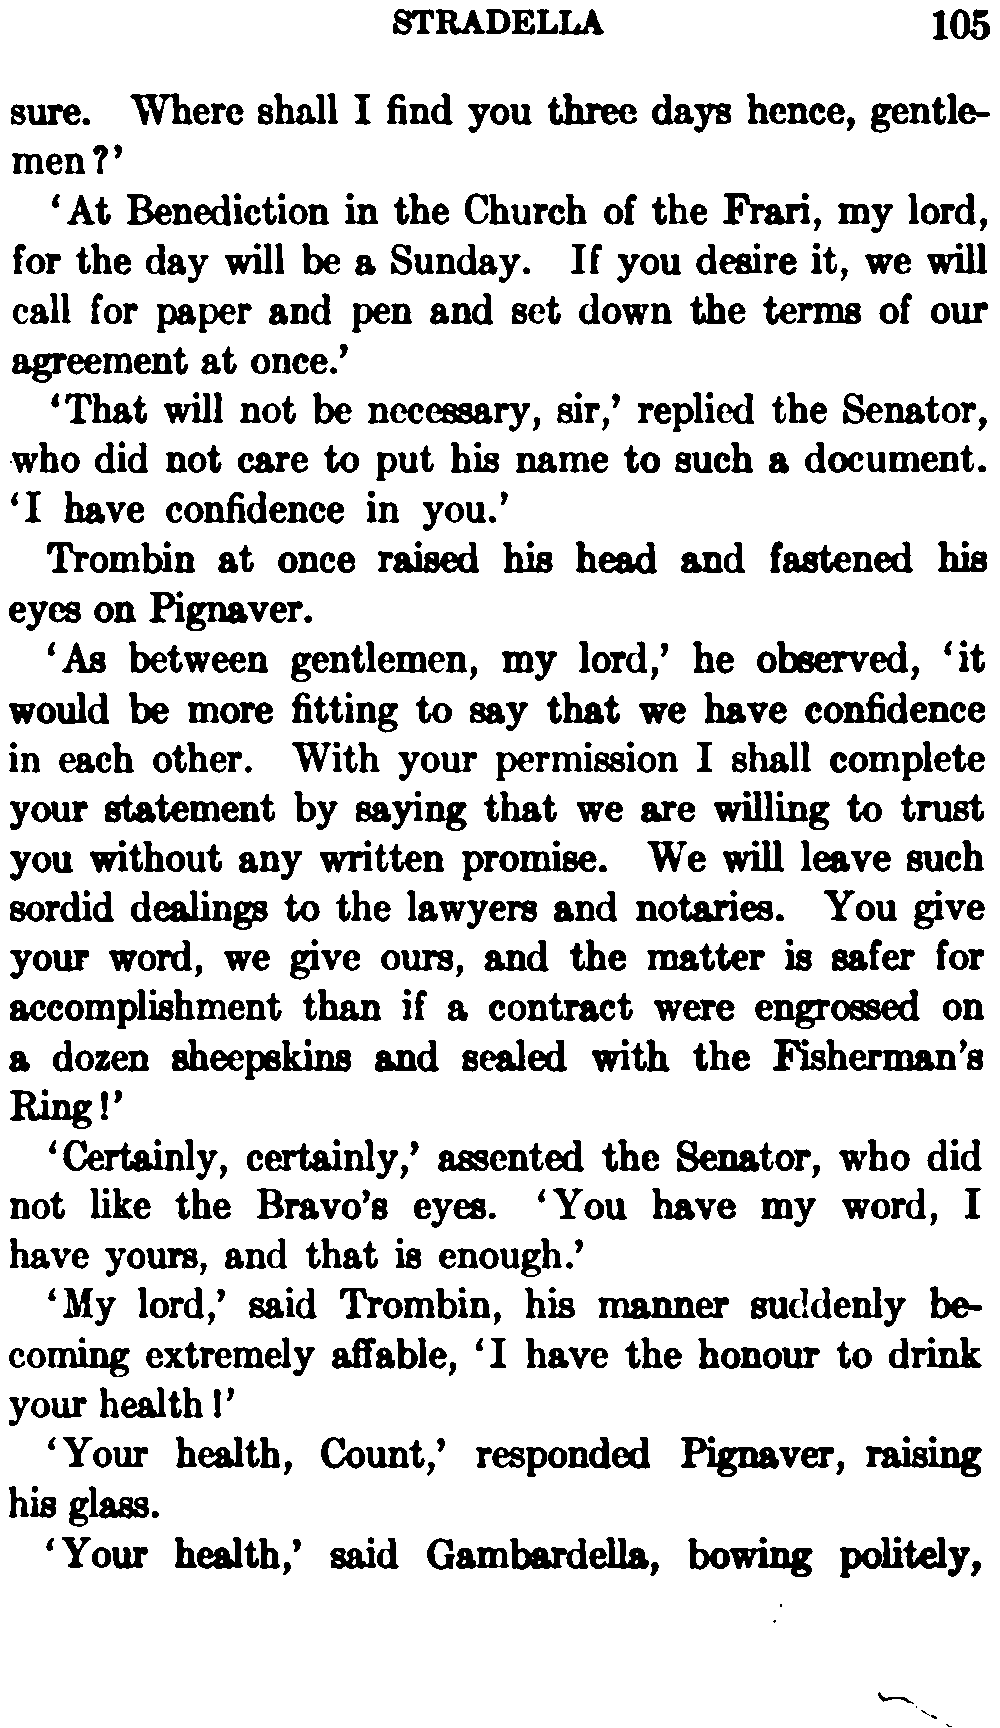 STRADELLA 105
sure. Where shall I find you three days hence, gentle-
men?'
'At Benediction in the Church of the Frari, my lord,
for the day will be a Sunday. If you desire it, we will
call for paper and pen and set down the terms of our
agreement at once.'
'That will not be necessary, sir,' replied the Senator,
who did not care to put his name to such a document.
'I have confidence in you.'
Trombin at once raised his head and fastened his
eyes on Pignaver.
'As between gentlemen, my lord,' he observed, 'it
would be more fitting to say that we have confidence
in each other. With your permission I shall complete
your statement by saying that we are willing to trust
you without any written promise. We will leave such
sordid dealings to the lawyers and notaries. You give
your word, we give ours, and the matter is safer for
accomplishment than if a contract were engrossed on
a dozen sheepskins and sealed with the Fisherman's
Ring!'
'Certainly, certainly,' assented the Senator, who did
not like the Bravo's eyes. 'You have my word, I
have yours, and that is enough.'
'My lord,' said Trombin, his manner suddenly be-
coming extremely affable, 'I have the honour to drink
your health!'
'Your health, Count,' responded Pignaver, raising
his glass.
'Your health,' said Gambardella, bowing politely,